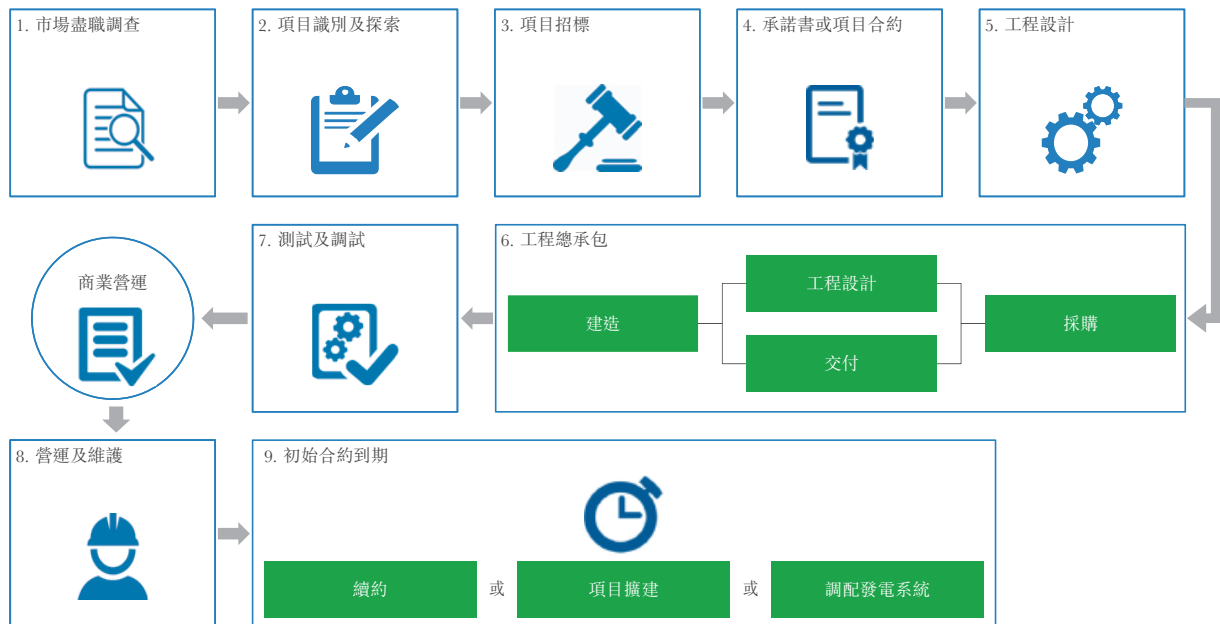 1. 市場盡職調查
2. 項目識別及探索
3. 項目招標
4. 承諾書或項目合約
5. 工程設計
6. 工程總承包
採購
工程設計
交付
建造
7. 測試及調試
商業營運
8. 營運及維護
9. 初始合約到期
續約
或
項目擴建
或
調配發電系統